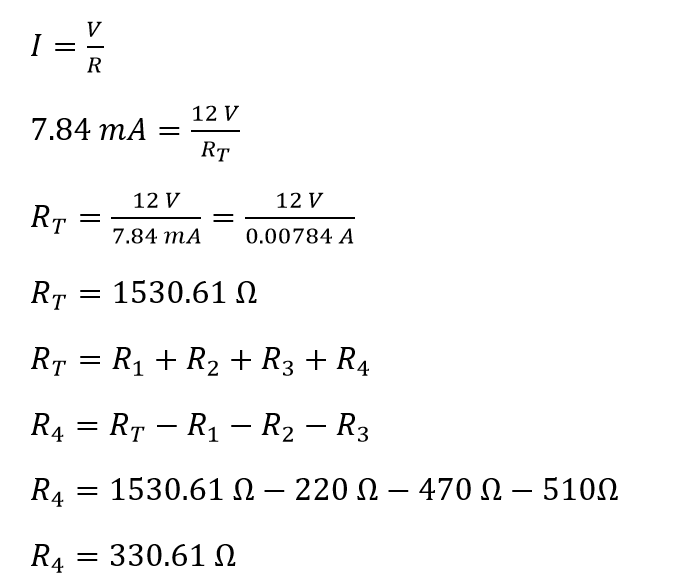 I = V/R
7.84 mA = 12 V/R_T
R_T = 12 V/7.84 mA = 12 V/0.00784 A
R_T = 1530.61 Ω
R_T = R_1 + R_2 + R_3 + R_4
R_4 = R_T − R_1 − R_2 − R_3
R_4 = 1530.61 Ω − 220 Ω − 470 Ω − 510Ω
R_4 = 330.61 Ω